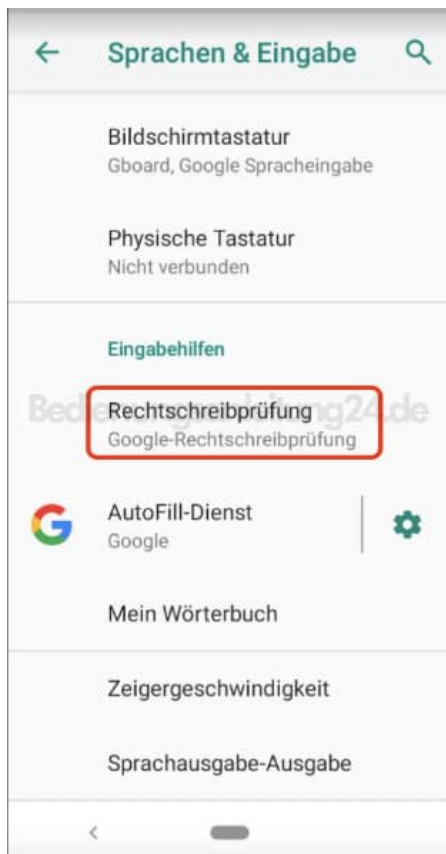 Sprachen & Eingabe
Bildschirmtastatur
Gboard, Google Spracheingabe
Physische Tastatur
Nicht verbunden
Eingabehilfen
Rechtschreibprüfung
Google-Rechtschreibprüfung
AutoFill-Dienst
Google
Mein Wörterbuch
Zeigergeschwindigkeit
Sprachausgabe-Ausgabe